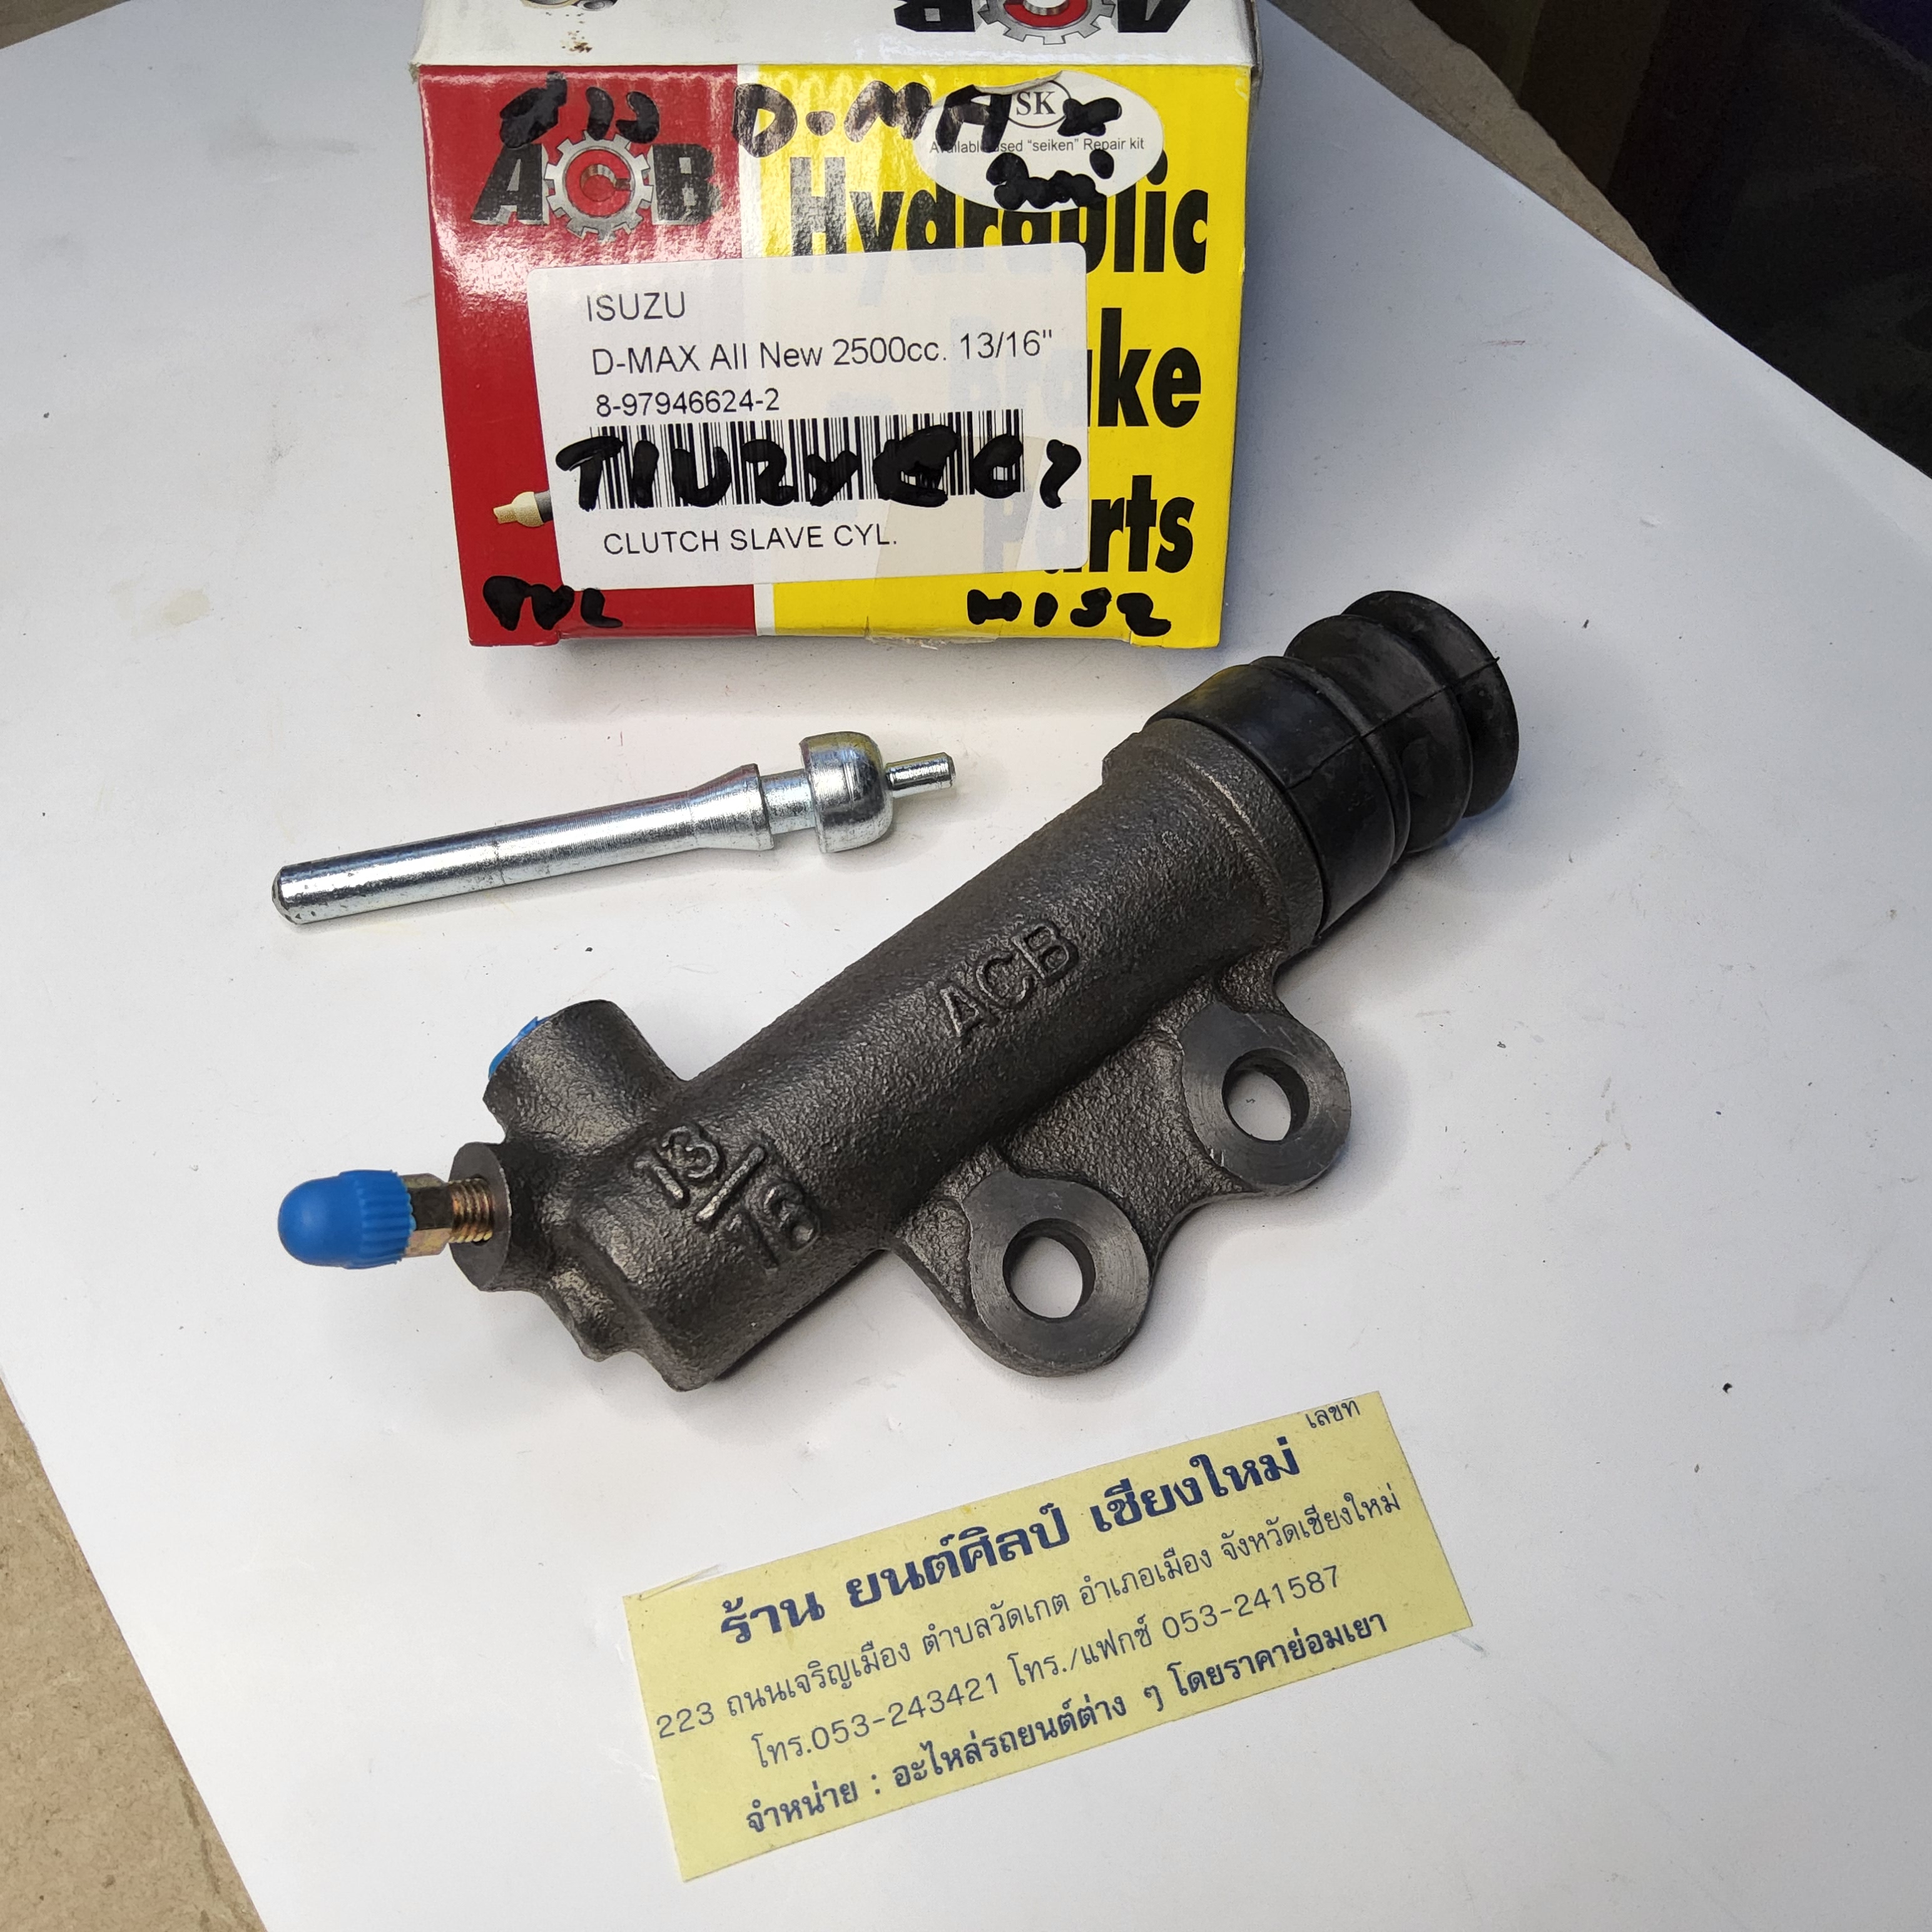 ACB
D-MAX
SK
Available used "seiken" Repair kit
ACB
Hydraulic
Brake
Parts
ISUZU
D-MAX All New 2500cc. 13/16"
8-97946624-2
CLUTCH SLAVE CYL.
ACB
13/16
เลขท
ร้าน ยนต์ศิลป์ เชียงใหม่
223 ถนนเจริญเมือง ตำบลวัดเกต อำเภอเมือง จังหวัดเชียงใหม่
โทร.053-243421 โทร./แฟกซ์ 053-241587
จำหน่าย : อะไหล่รถยนต์ต่าง ๆ โดยราคาย่อมเยา